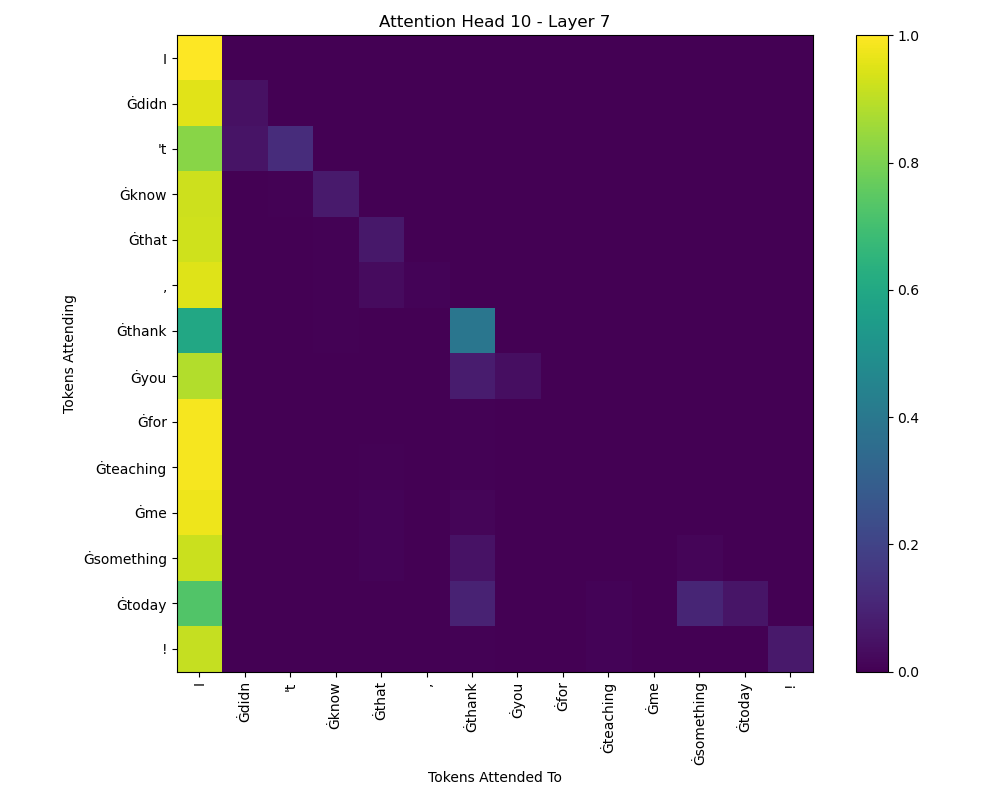 Attention Head 10 - Layer 7
Tokens Attending
I
Ġdidn
't
Ġknow
Ġthat
,
Ġthank
Ġyou
Ġfor
Ġteaching
Ġme
Ġsomething
Ġtoday
!
I
Ġdidn
't
Ġknow
Ġthat
,
Ġthank
Ġyou
Ġfor
Ġteaching
Ġme
Ġsomething
Ġtoday
!
Tokens Attended To
1.0
0.8
0.6
0.4
0.2
0.0